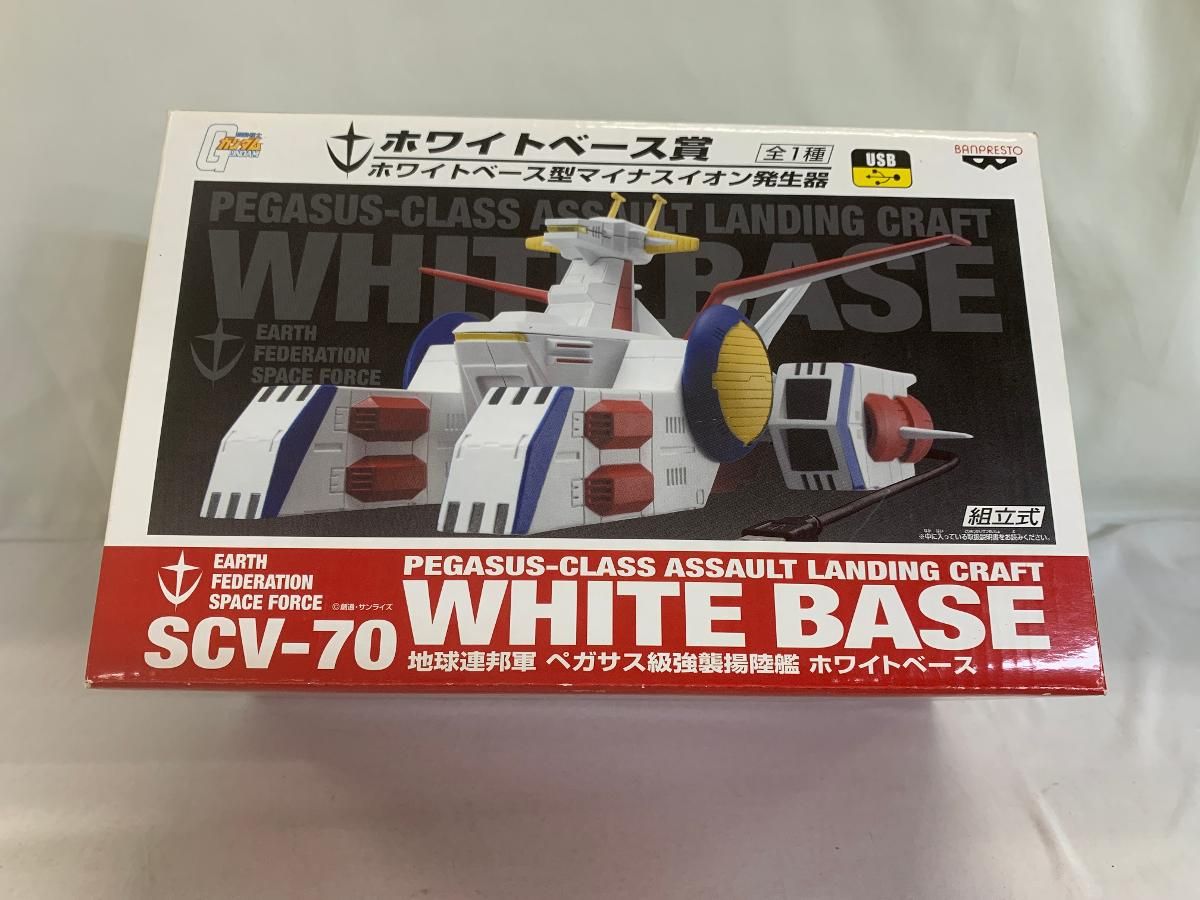 機動戦士
ガンダム
GUNDAM
ホワイトベース賞 全1種
ホワイトベース型マイナスイオン発生器
USB
BANPRESTO
PEGASUS-CLASS ASSAULT LANDING CRAFT
WHITE BASE
EARTH
FEDERATION
SPACE FORCE
組立式
※中に入っている取扱説明書をお読みください。
EARTH
FEDERATION
SPACE FORCE
©創通・サンライズ
SCV-70
PEGASUS-CLASS ASSAULT LANDING CRAFT
WHITE BASE
地球連邦軍 ペガサス級強襲揚陸艦 ホワイトベース